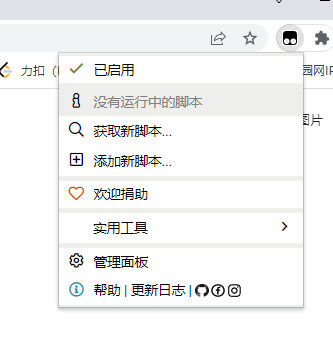 力扣（
园网IP
已启用
图片
没有运行中的脚本
获取新脚本...
添加新脚本...
欢迎捐助
实用工具
管理面板
帮助 | 更新日志 |